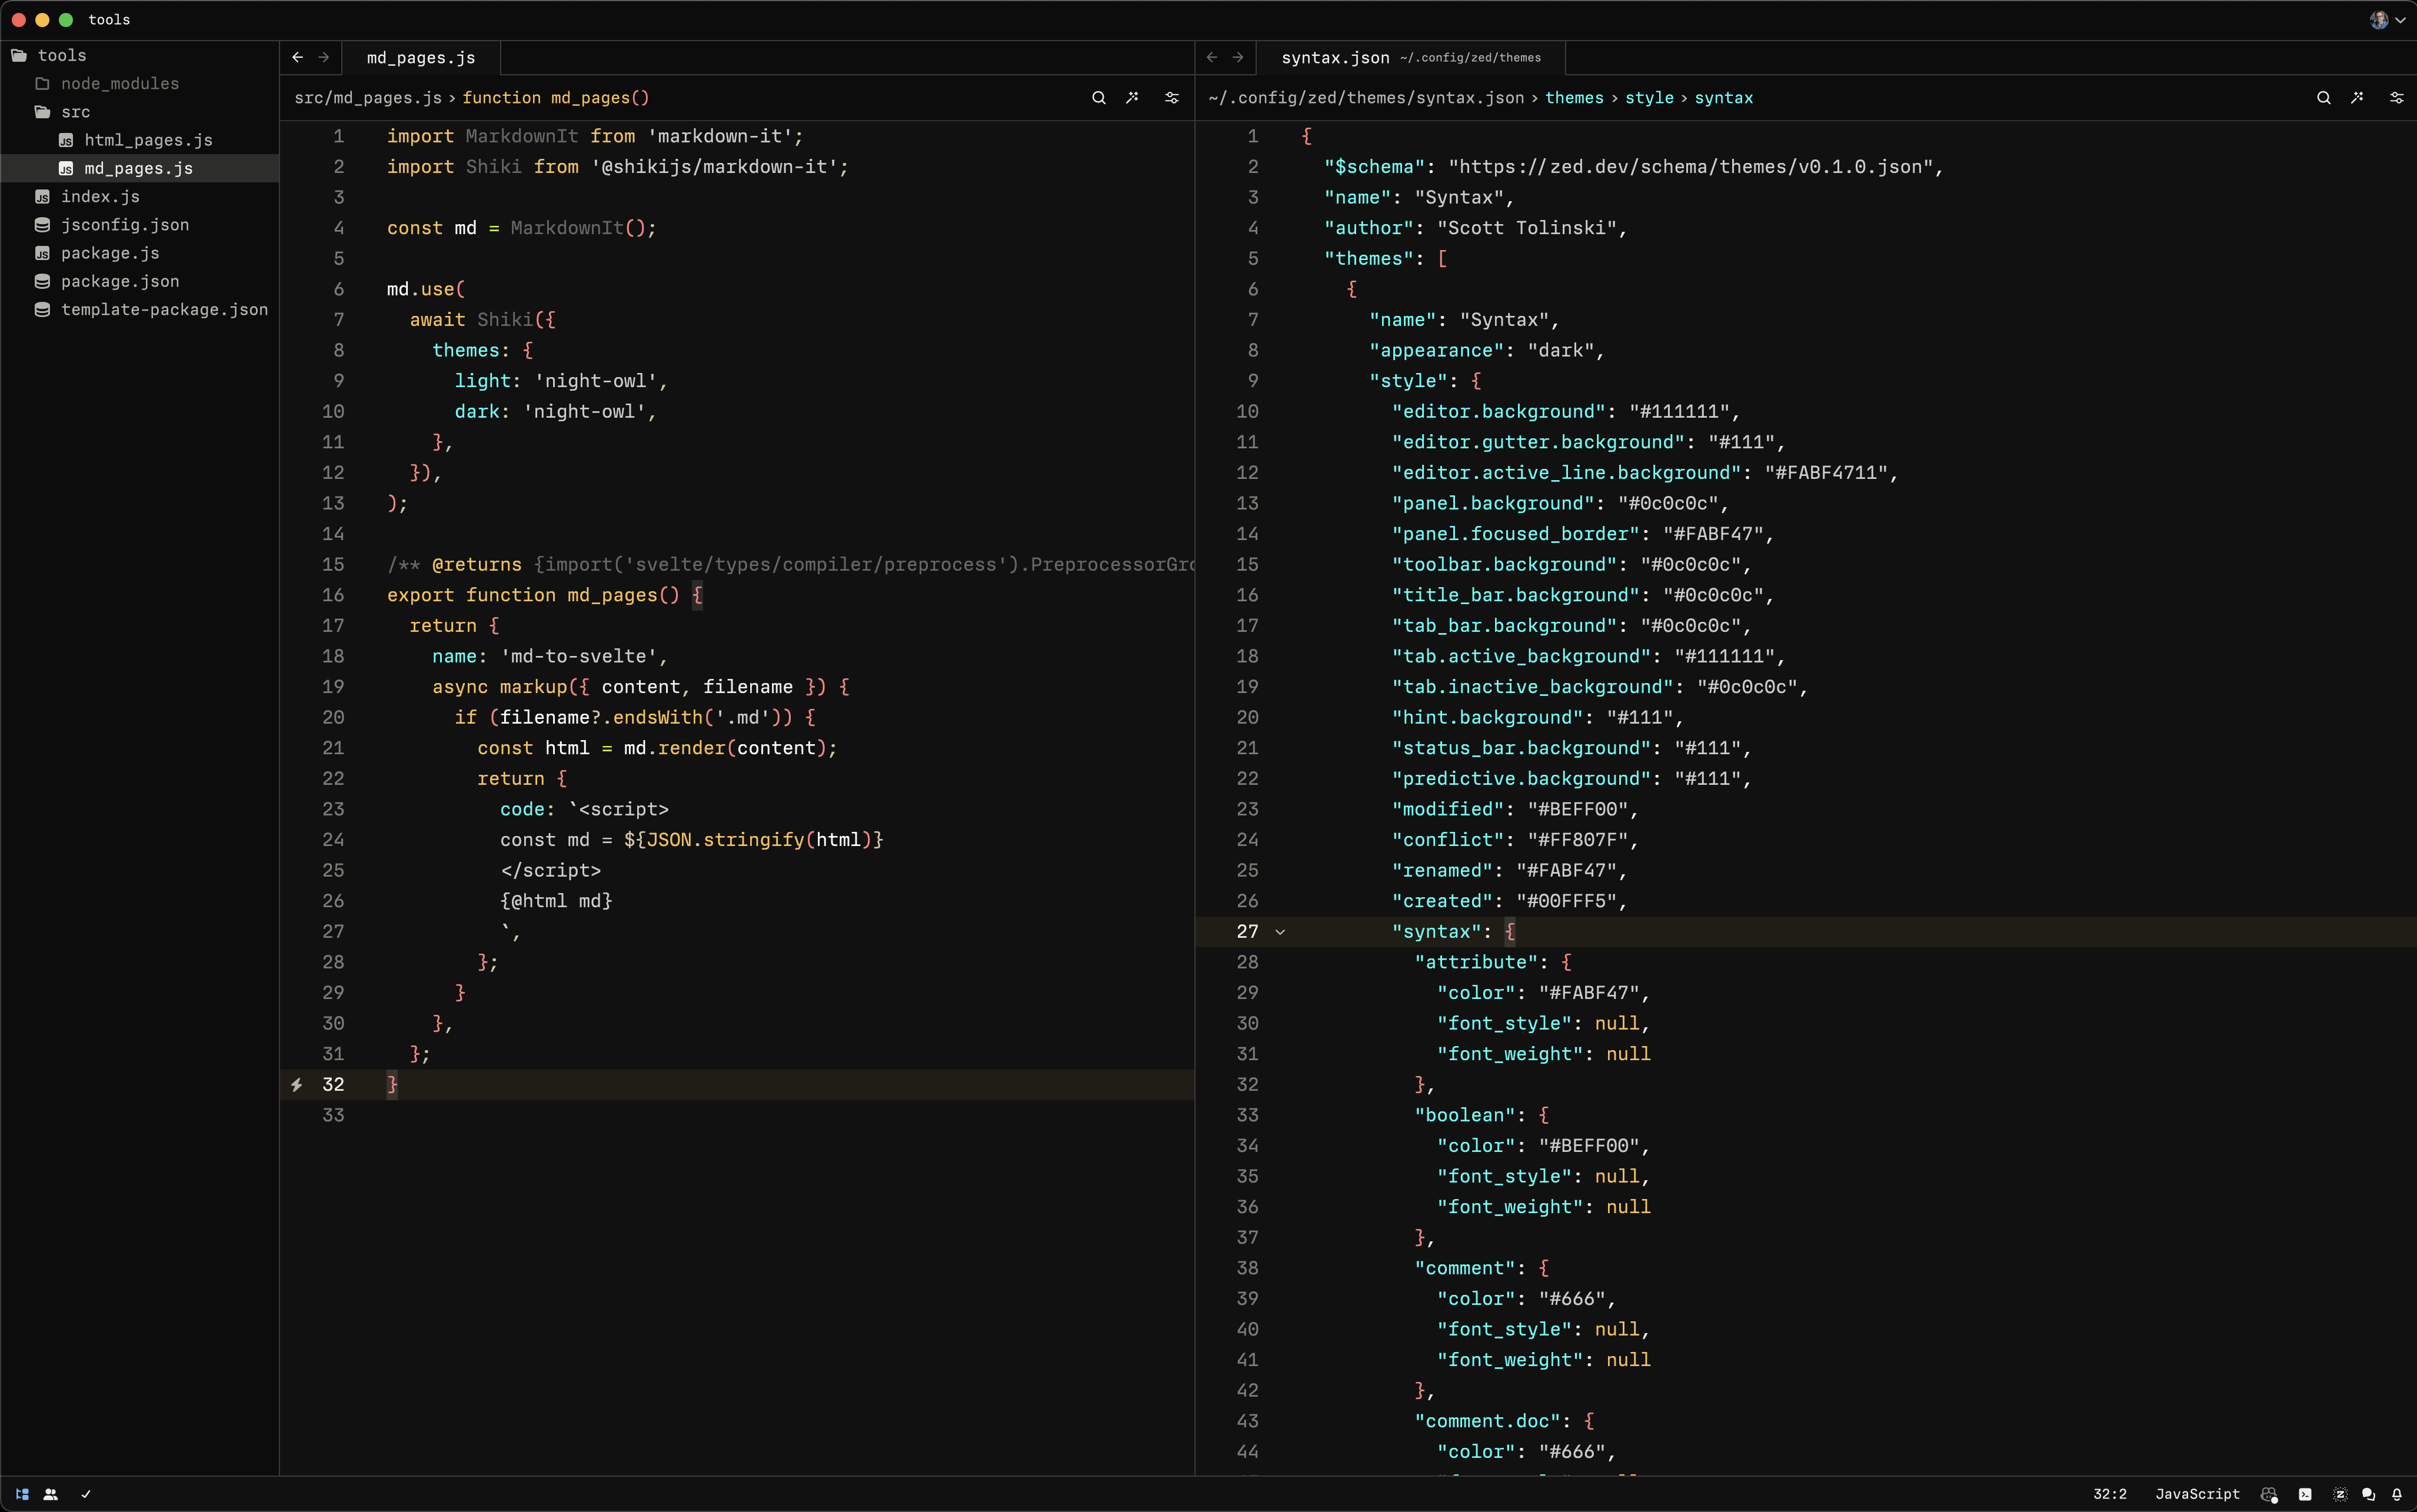 tools
tools
node_modules
src
html_pages.js
md_pages.js
index.js
jsconfig.json
package.js
package.json
template-package.json
md_pages.js
src/md_pages.js › function md_pages()
1 import MarkdownIt from 'markdown-it';
2 import Shiki from '@shikijs/markdown-it';
3
4 const md = MarkdownIt();
5
6 md.use(
7 await Shiki({
8 themes: {
9 light: 'night-owl',
10 dark: 'night-owl',
11 },
12 }),
13 );
14
15 /** @returns {import('svelte/types/compiler/preprocess').PreprocessorGro
16 export function md_pages() {
17 return {
18 name: 'md-to-svelte',
19 async markup({ content, filename }) {
20 if (filename?.endsWith('.md')) {
21 const html = md.render(content);
22 return {
23 code: `<script>
24 const md = ${JSON.stringify(html)}
25 </script>
26 {@html md}
27 `,
28 };
29 }
30 },
31 };
32 }
33
syntax.json ~/.config/zed/themes
~/.config/zed/themes/syntax.json › themes › style › syntax
1 {
2 "$schema": "https://zed.dev/schema/themes/v0.1.0.json",
3 "name": "Syntax",
4 "author": "Scott Tolinski",
5 "themes": [
6 {
7 "name": "Syntax",
8 "appearance": "dark",
9 "style": {
10 "editor.background": "#111111",
11 "editor.gutter.background": "#111",
12 "editor.active_line.background": "#FABF4711",
13 "panel.background": "#0c0c0c",
14 "panel.focused_border": "#FABF47",
15 "toolbar.background": "#0c0c0c",
16 "title_bar.background": "#0c0c0c",
17 "tab_bar.background": "#0c0c0c",
18 "tab.active_background": "#111111",
19 "tab.inactive_background": "#0c0c0c",
20 "hint.background": "#111",
21 "status_bar.background": "#111",
22 "predictive.background": "#111",
23 "modified": "#BEFF00",
24 "conflict": "#FF807F",
25 "renamed": "#FABF47",
26 "created": "#00FFF5",
27 "syntax": {
28 "attribute": {
29 "color": "#FABF47",
30 "font_style": null,
31 "font_weight": null
32 },
33 "boolean": {
34 "color": "#BEFF00",
35 "font_style": null,
36 "font_weight": null
37 },
38 "comment": {
39 "color": "#666",
40 "font_style": null,
41 "font_weight": null
42 },
43 "comment.doc": {
44 "color": "#666",
32:2 JavaScript